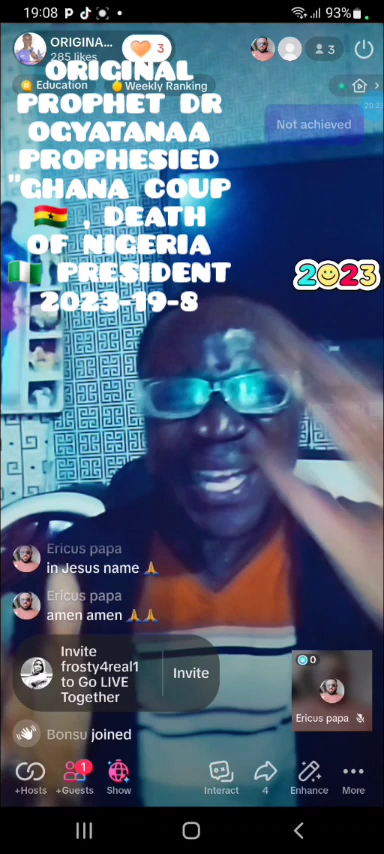 19:08
93%
ORIGINA...
285 likes
3
3
Education
Weekly Ranking
Not achieved
ORIGINAL
PROPHET DR
OGYATANAA
PROPHESIED
"GHANA COUP
🇬🇭 . DEATH
OF NIGERIA
🇳🇬 PRESIDENT
2023-19-8
2023
Ericus papa
in Jesus name 🙏
Ericus papa
amen amen 🙏🙏
Invite
frosty4real1
to Go LIVE
Together
Invite
0
Ericus papa
Bonsu joined
1
+Hosts
+Guests
Show
Interact
4
Enhance
More